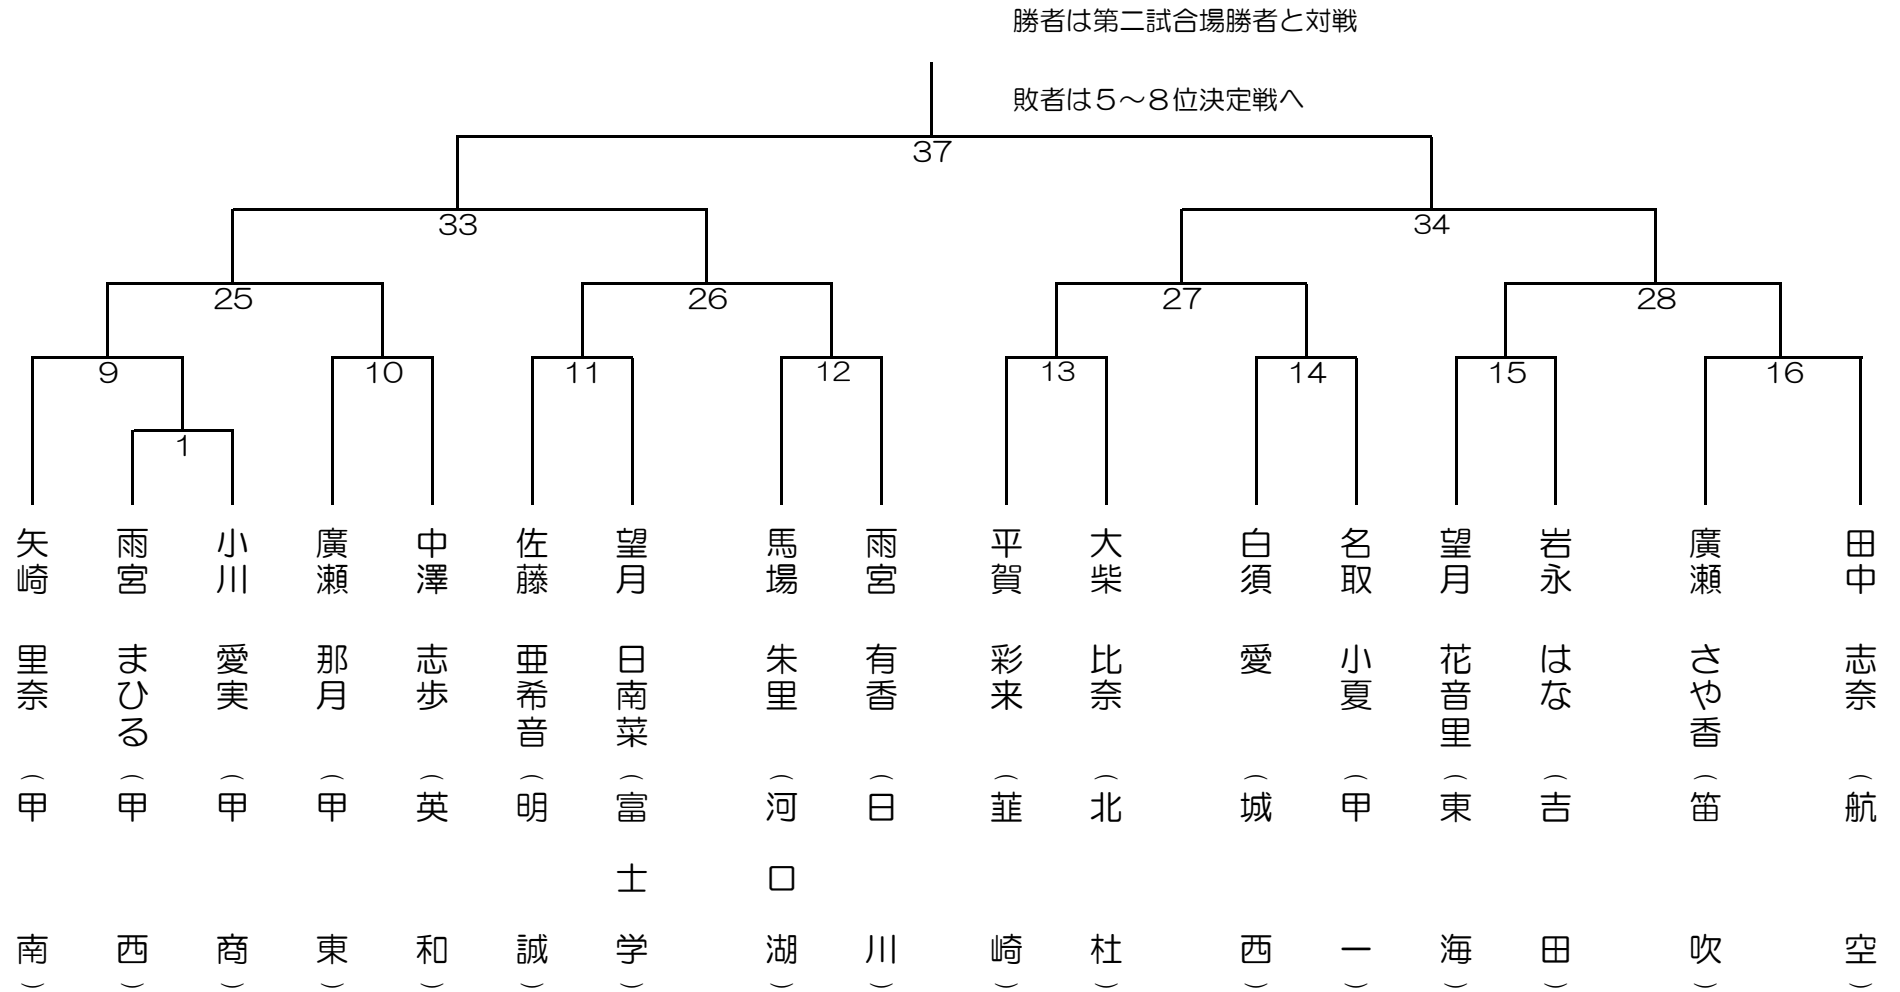 勝者は第二試合場勝者と対戦
敗者は５～８位決定戦へ
37
33
34
25
26
27
28
9
10
11
12
13
14
15
16
1
矢崎 里奈（甲南）
雨宮 まひる（甲西）
小川 愛実（甲商）
廣瀬 那月（甲東）
中澤 志歩（英和）
佐藤 亜希音（明誠）
望月 日南菜（富士学）
馬場 朱里（河口湖）
雨宮 有香（日川）
平賀 彩来（韮崎）
大柴 比奈（北杜）
白須 愛（城西）
名取 小夏（甲一）
望月 花音里（東海）
岩永 はな（吉田）
廣瀬 さや香（笛吹）
田中 志奈（航空）